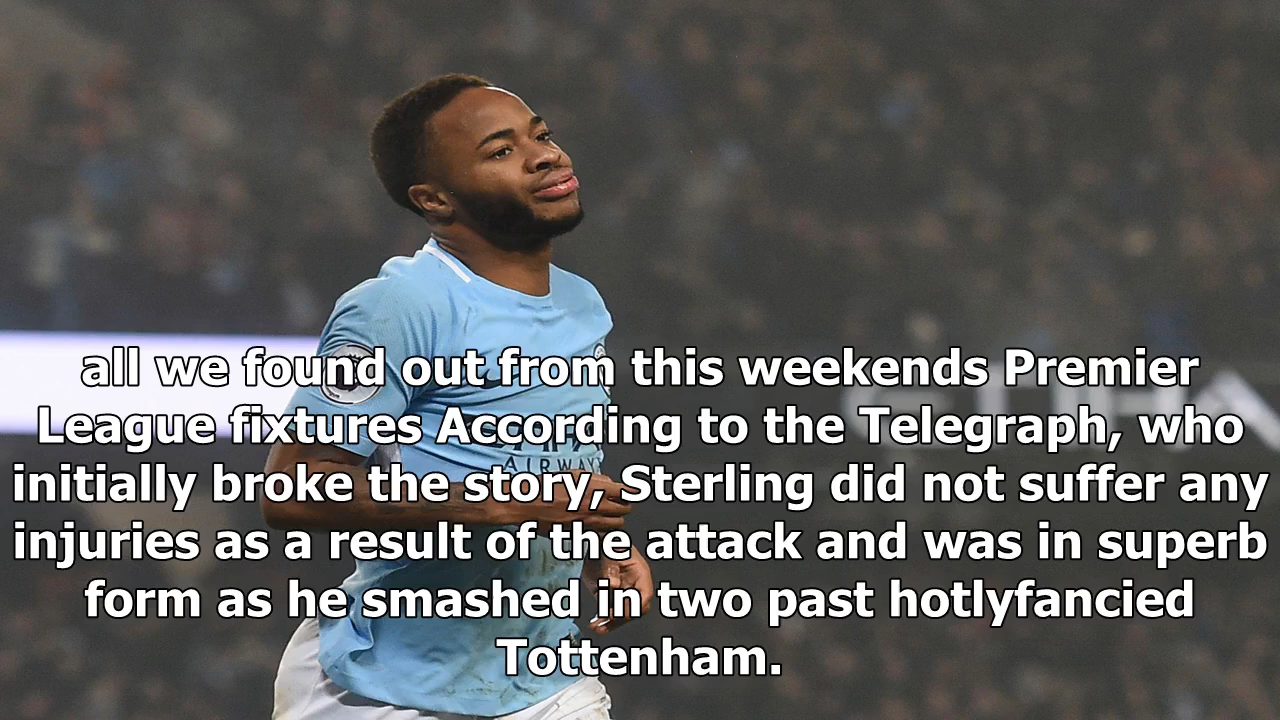 all we found out from this weekends Premier
League fixtures According to the Telegraph, who
initially broke the story, Sterling did not suffer any
injuries as a result of the attack and was in superb
form as he smashed in two past hotlyfancied
Tottenham.
AIRWAYS